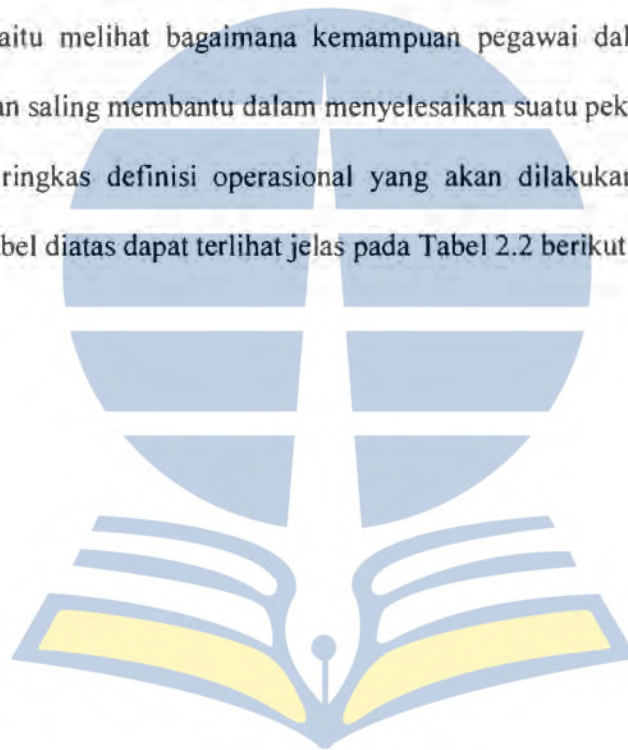 aitu melihat bagaimana kemampuan pegawai dal
an saling membantu dalam menyelesaikan suatu pek
ringkas definisi operasional yang akan dilakukan
bel diatas dapat terlihat jelas pada Tabel 2.2 berikut